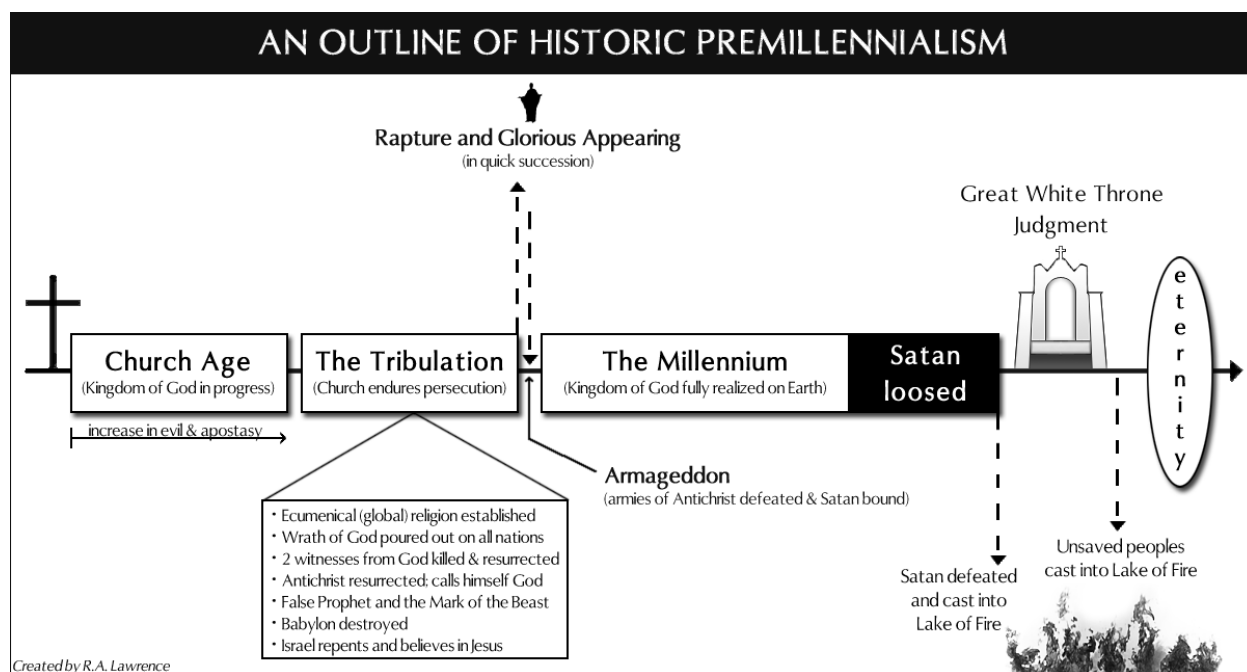 AN OUTLINE OF HISTORIC PREMILLENNIALISM
Rapture and Glorious Appearing
(in quick succession)
Great White Throne
Judgment
Church Age
(Kingdom of God in progress)
The Tribulation
(Church endures persecution)
The Millennium
(Kingdom of God fully realized on Earth)
Satan
loosed
eternity
increase in evil & apostasy
Armageddon
(armies of Antichrist defeated & Satan bound)
• Ecumenical (global) religion established
• Wrath of God poured out on all nations
• 2 witnesses from God killed & resurrected
• Antichrist resurrected: calls himself God
• False Prophet and the Mark of the Beast
• Babylon destroyed
• Israel repents and believes in Jesus
Satan defeated
and cast into
Lake of Fire
Unsaved peoples
cast into Lake of Fire
Created by R.A. Lawrence